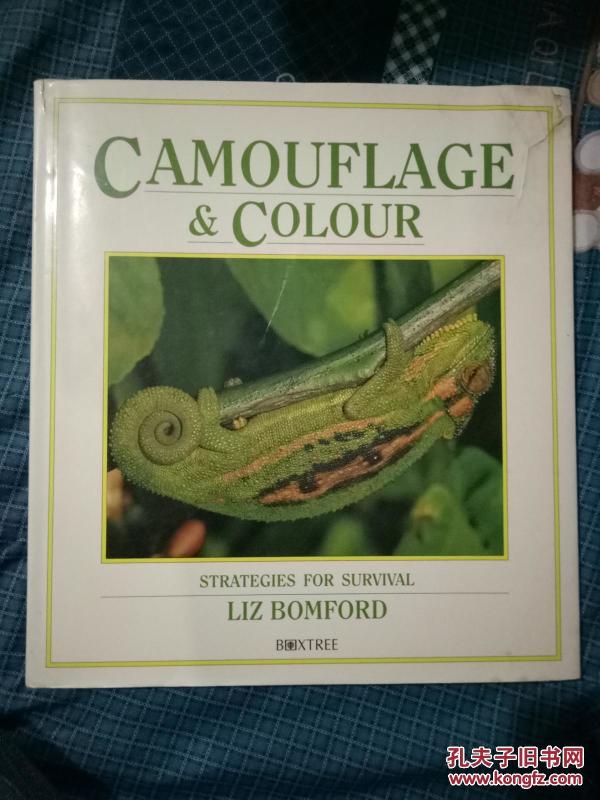 CAMOUFLAGE
& COLOUR
STRATEGIES FOR SURVIVAL
LIZ BOMFORD
BOXTREE
孔夫子旧书网
www.kongfz.com